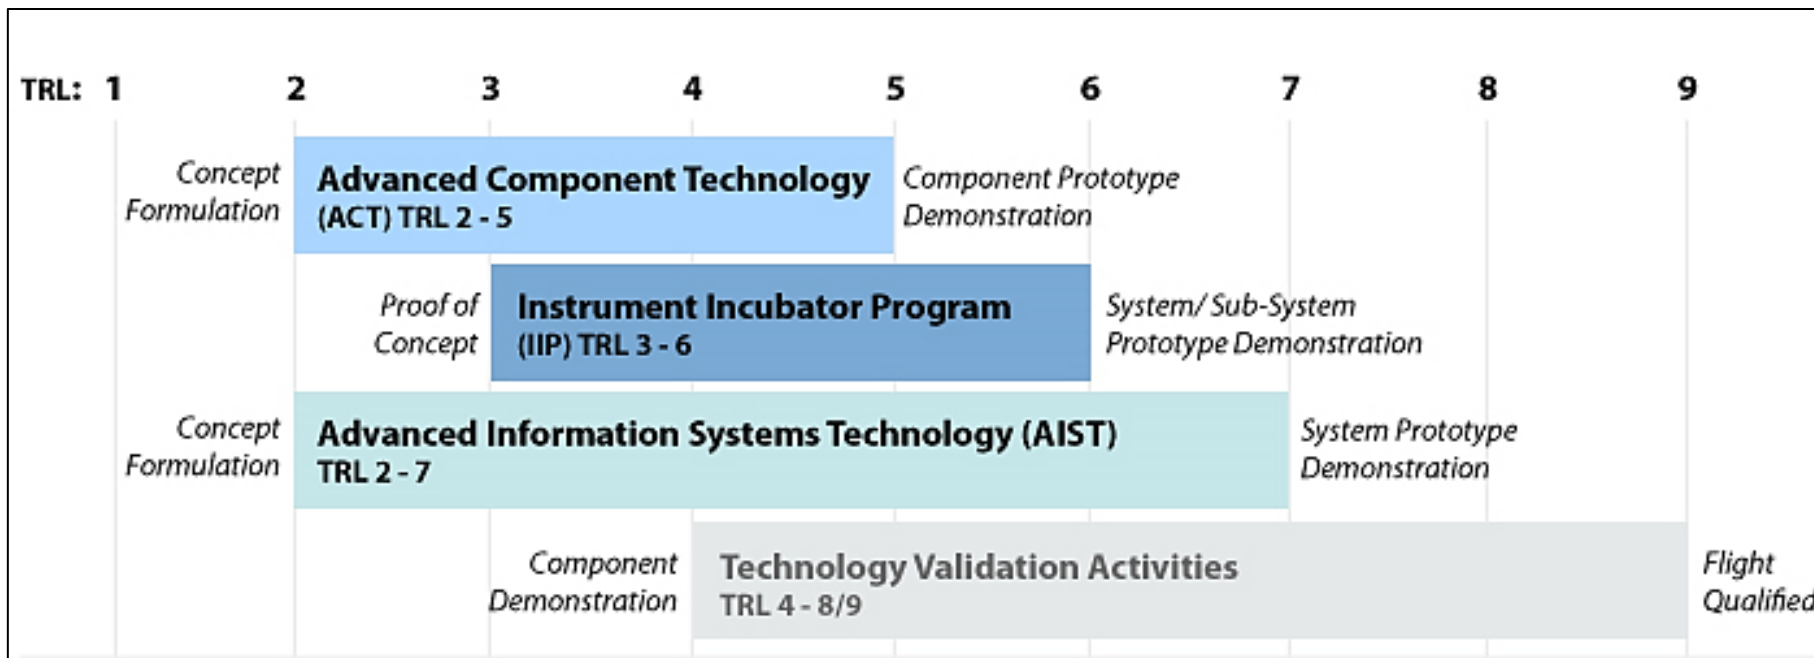 TRL: 1 2 3 4 5 6 7 8 9
Concept
Formulation
Advanced Component Technology
(ACT) TRL 2 - 5
Component Prototype
Demonstration
Proof of
Concept
Instrument Incubator Program
(IIP) TRL 3 - 6
System/ Sub-System
Prototype Demonstration
Concept
Formulation
Advanced Information Systems Technology (AIST)
TRL 2 - 7
System Prototype
Demonstration
Component
Demonstration
Technology Validation Activities
TRL 4 - 8/9
Flight
Qualified